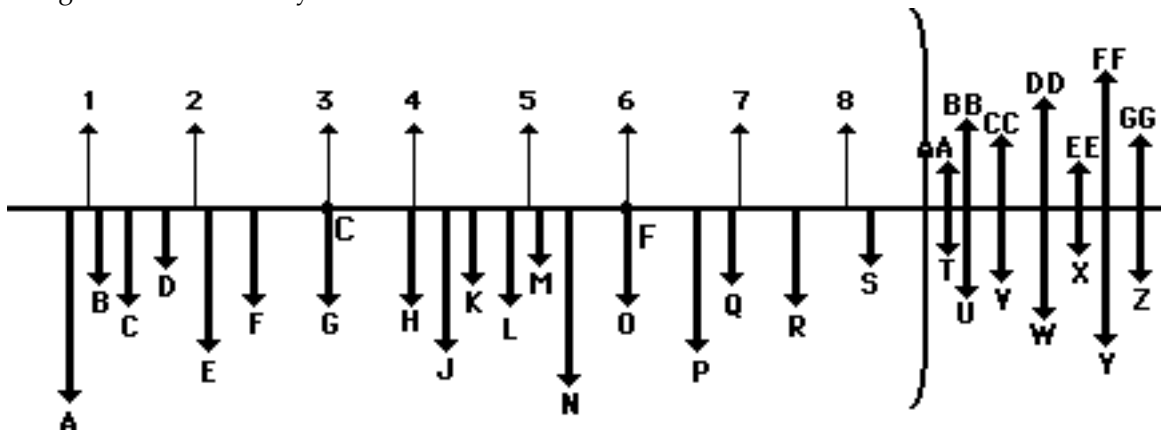 FF
DD
1 2 3 4 5 6 7 8 BB CC GG
AA EE
C F
B D K M Q S T X
C F G H L O R U V Z
E J P W Y
A N